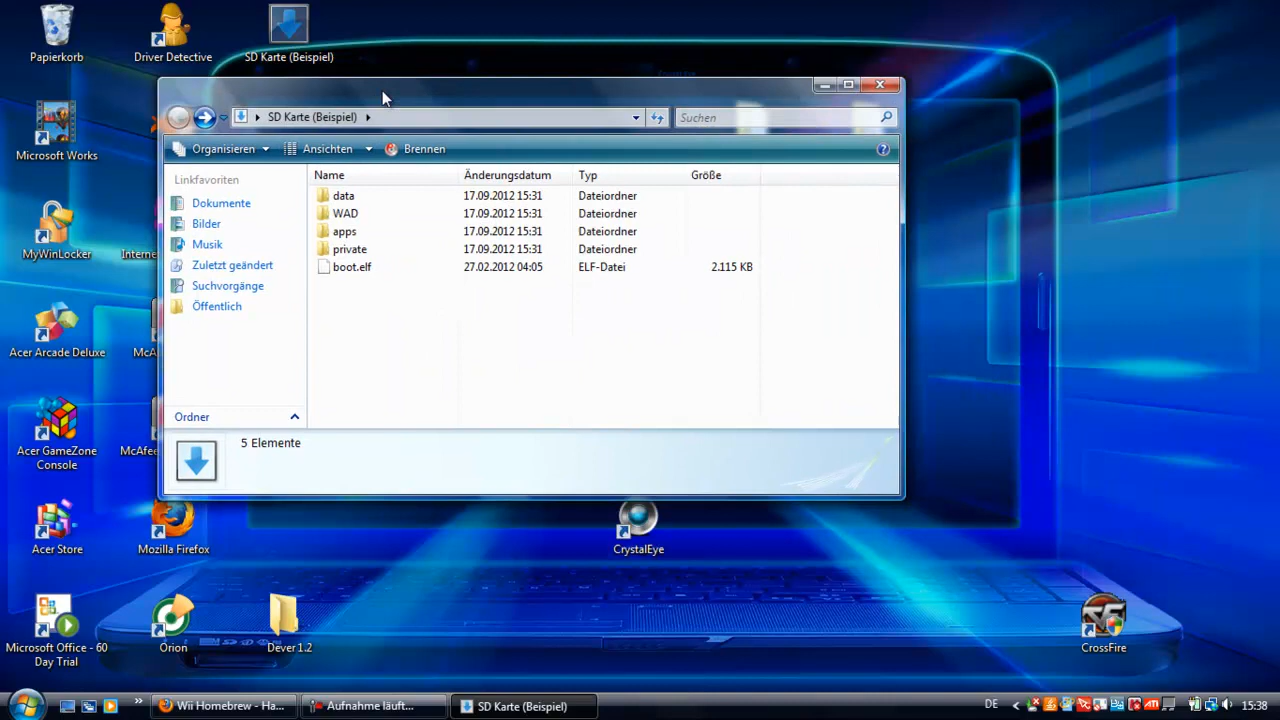 Papierkorb
Driver Detective
SD Karte (Beispiel)
Microsoft Works
MyWinLocker
Acer Arcade Deluxe
Acer GameZone
Console
Acer Store
Mozilla Firefox
Microsoft Office - 60
Day Trial
Orion
Dever 1.2
CrystalEye
CrossFire
SD Karte (Beispiel)
Suchen
Organisieren
Ansichten
Brennen
Linkfavoriten
Dokumente
Bilder
Musik
Zuletzt geändert
Suchvorgänge
Öffentlich
Ordner
Name Änderungsdatum Typ Größe
data 17.09.2012 15:31 Dateiordner
WAD 17.09.2012 15:31 Dateiordner
apps 17.09.2012 15:31 Dateiordner
private 17.09.2012 15:31 Dateiordner
boot.elf 27.02.2012 04:05 ELF-Datei 2.115 KB
5 Elemente
Wii Homebrew - Ha...
Aufnahme läuft...
SD Karte (Beispiel)
DE
15:38